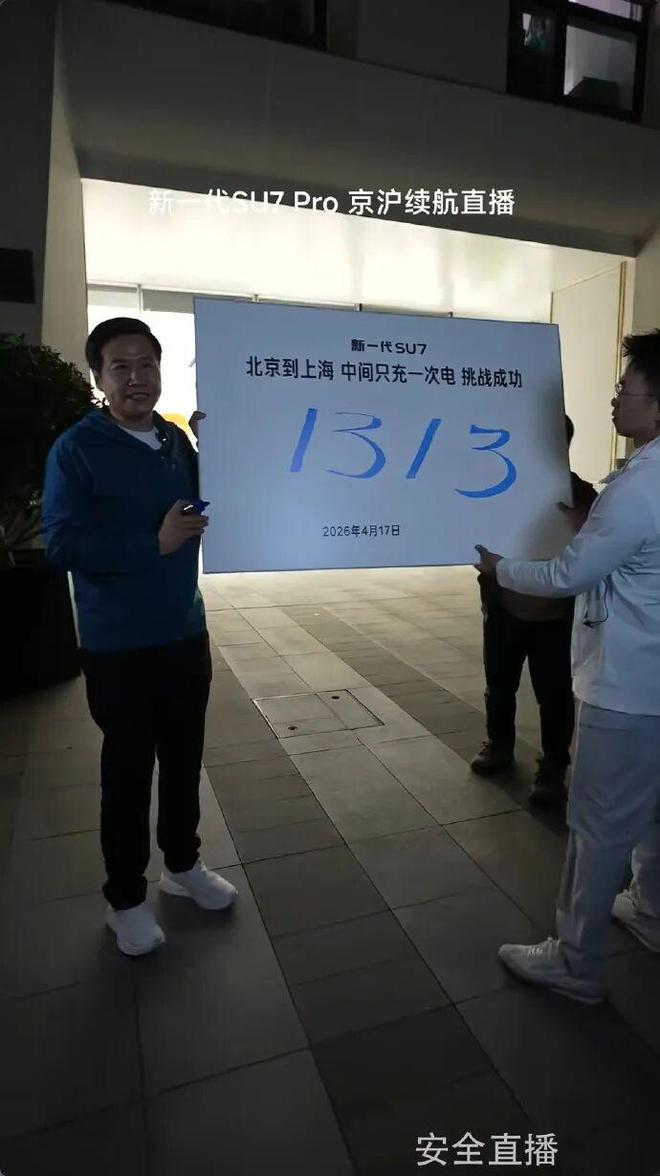 新一代SU7 Pro 京沪续航直播
新一代SU7
北京到上海 中间只充一次电 挑战成功
1313
2026年4月17日
安全直播